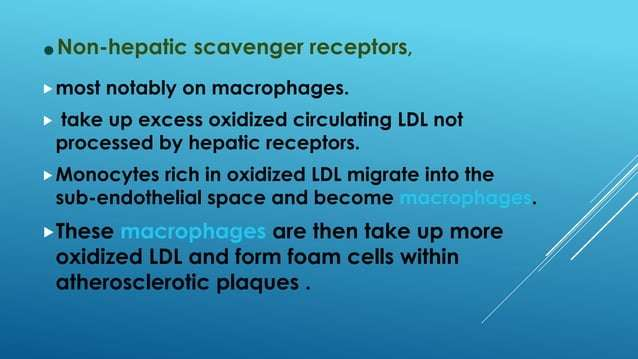 Non-hepatic scavenger receptors,
most notably on macrophages.
take up excess oxidized circulating LDL not
processed by hepatic receptors.
Monocytes rich in oxidized LDL migrate into the
sub-endothelial space and become macrophages.
These macrophages are then take up more
oxidized LDL and form foam cells within
atherosclerotic plaques .